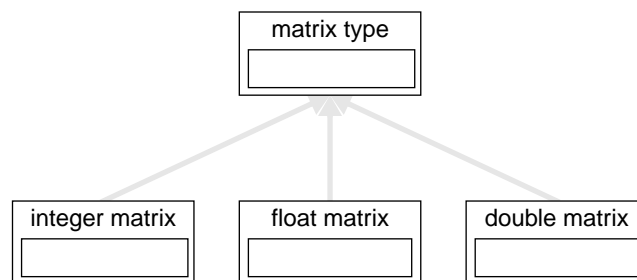 matrix type
integer matrix
float matrix
double matrix